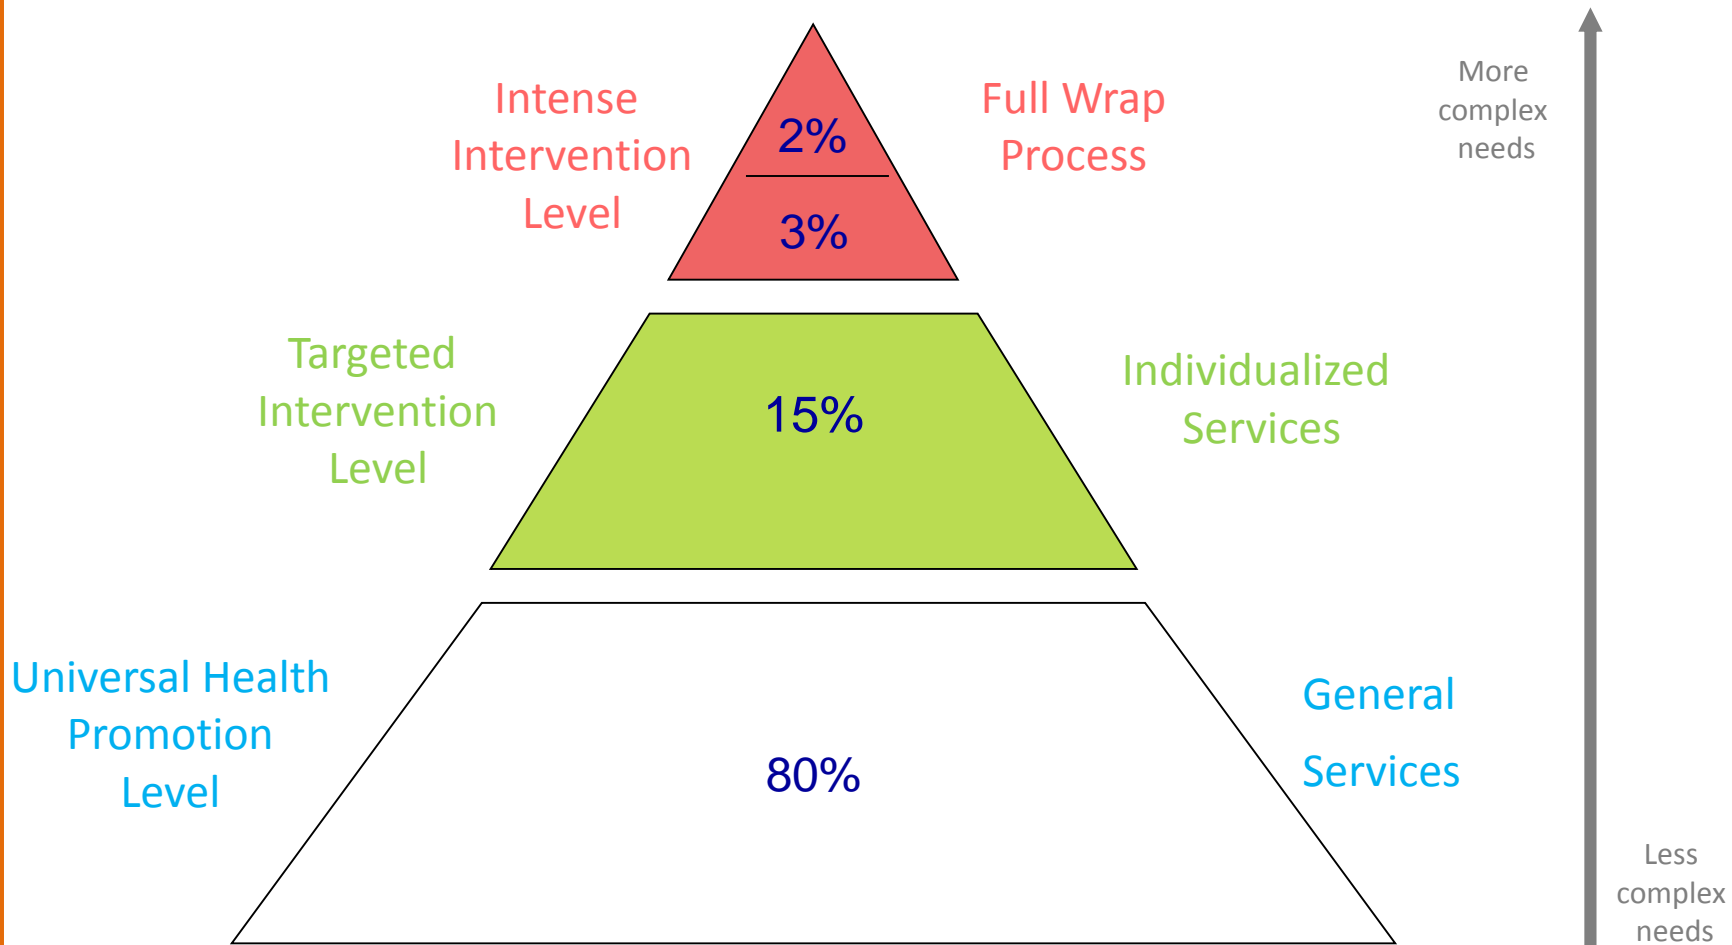 Intense
Intervention
Level
2%
3%
Full Wrap
Process
More
complex
needs
Targeted
Intervention
Level
15%
Individualized
Services
Universal Health
Promotion
Level
80%
General
Services
Less
complex
needs